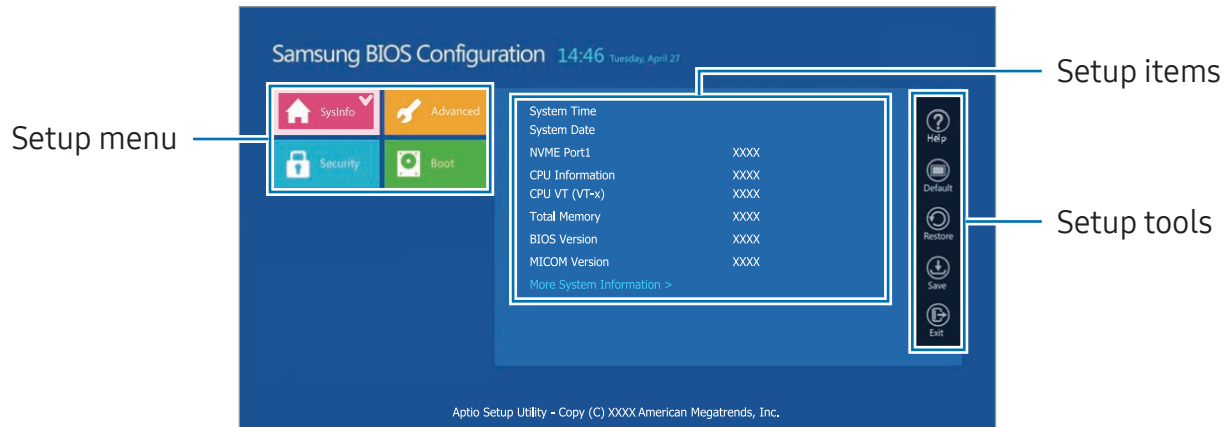 Samsung BIOS Configuration 14:46 Tuesday, April 27
Setup menu
SysInfo
Advanced
Security
Boot
Setup items
System Time
System Date
NVME Port1 XXXX
CPU Information XXXX
CPU VT (VT-x) XXXX
Total Memory XXXX
BIOS Version XXXX
MICOM Version XXXX
More System Information >
Setup tools
Help
Default
Restore
Save
Exit
Aptio Setup Utility - Copy (C) XXXX American Megatrends, Inc.